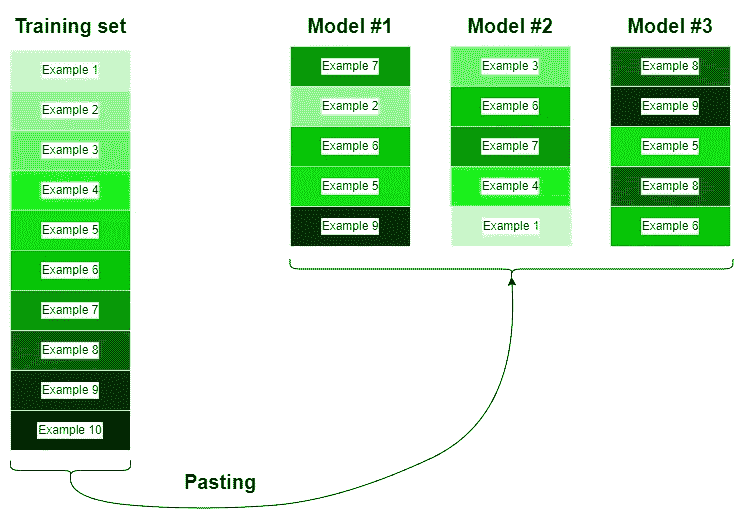 Training set
Example 1
Example 2
Example 3
Example 4
Example 5
Example 6
Example 7
Example 8
Example 9
Example 10
Model #1
Example 7
Example 2
Example 6
Example 5
Example 9
Model #2
Example 3
Example 6
Example 7
Example 4
Example 1
Model #3
Example 8
Example 9
Example 5
Example 8
Example 6
Pasting